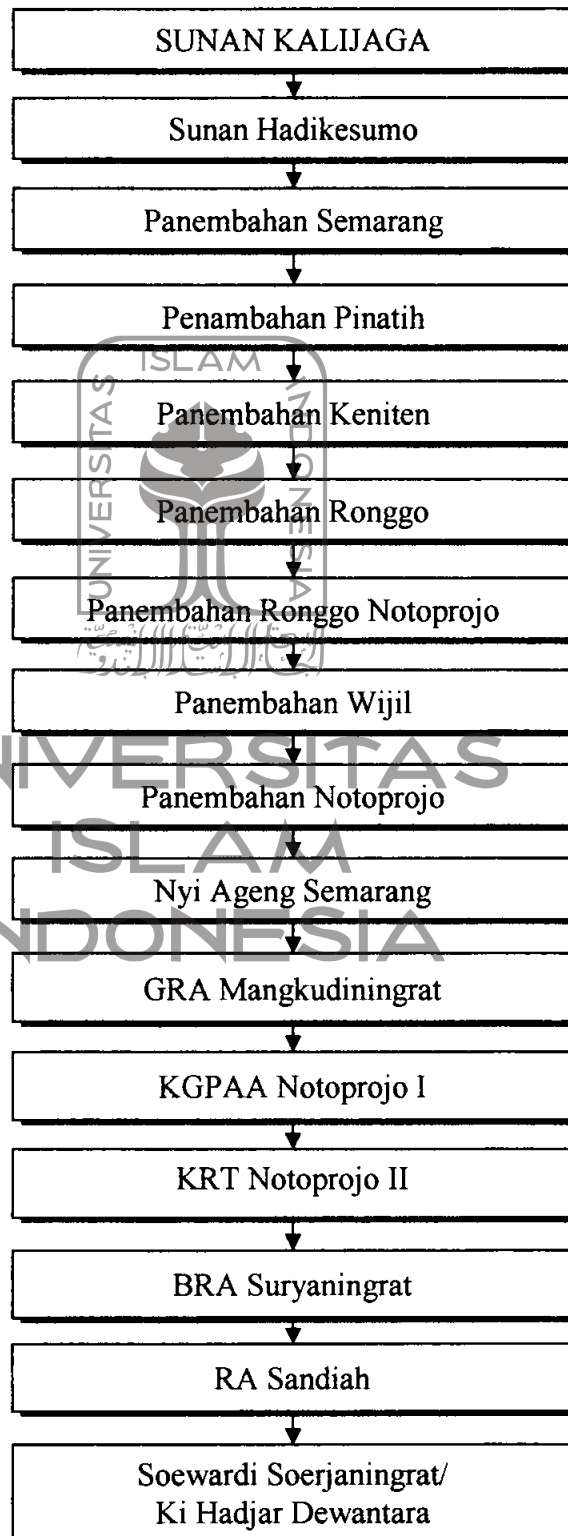 SUNAN KALIJAGA
Sunan Hadikesumo
Panembahan Semarang
Penambahan Pinatih
ISLAM
UNIVERSITAS
INDONESIA
Panembahan Keniten
Panembahan Ronggo
Panembahan Ronggo Notoprojo
Panembahan Wijil
NIVERSITAS
Panembahan Notoprojo
ISLAM
Nyi Ageng Semarang
NDONESIA
GRA Mangkudiningrat
KGPAA Notoprojo I
KRT Notoprojo II
BRA Suryaningrat
RA Sandiah
Soewardi Soerjaningrat/
Ki Hadjar Dewantara